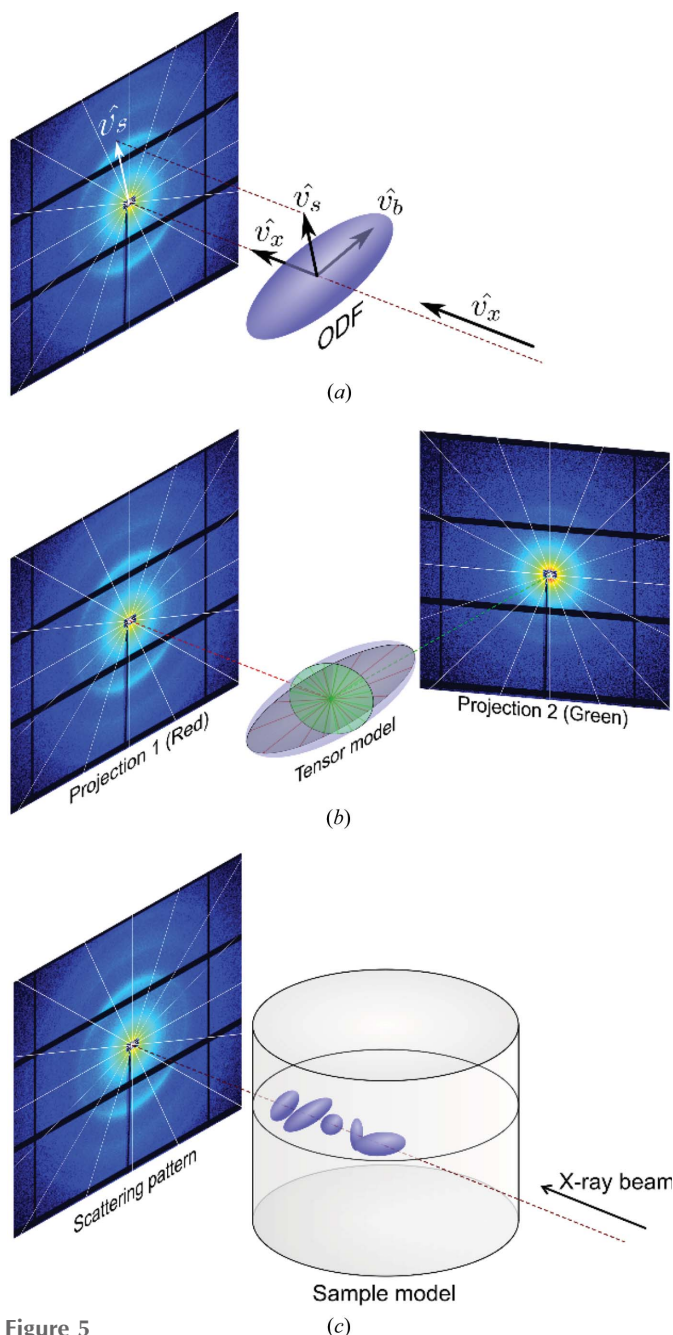 v̂s
v̂s
v̂b
v̂x
v̂x
ODF
(a)
Projection 1 (Red)
Tensor model
Projection 2 (Green)
(b)
Scattering pattern
X-ray beam
Sample model
Figure 5
(c)